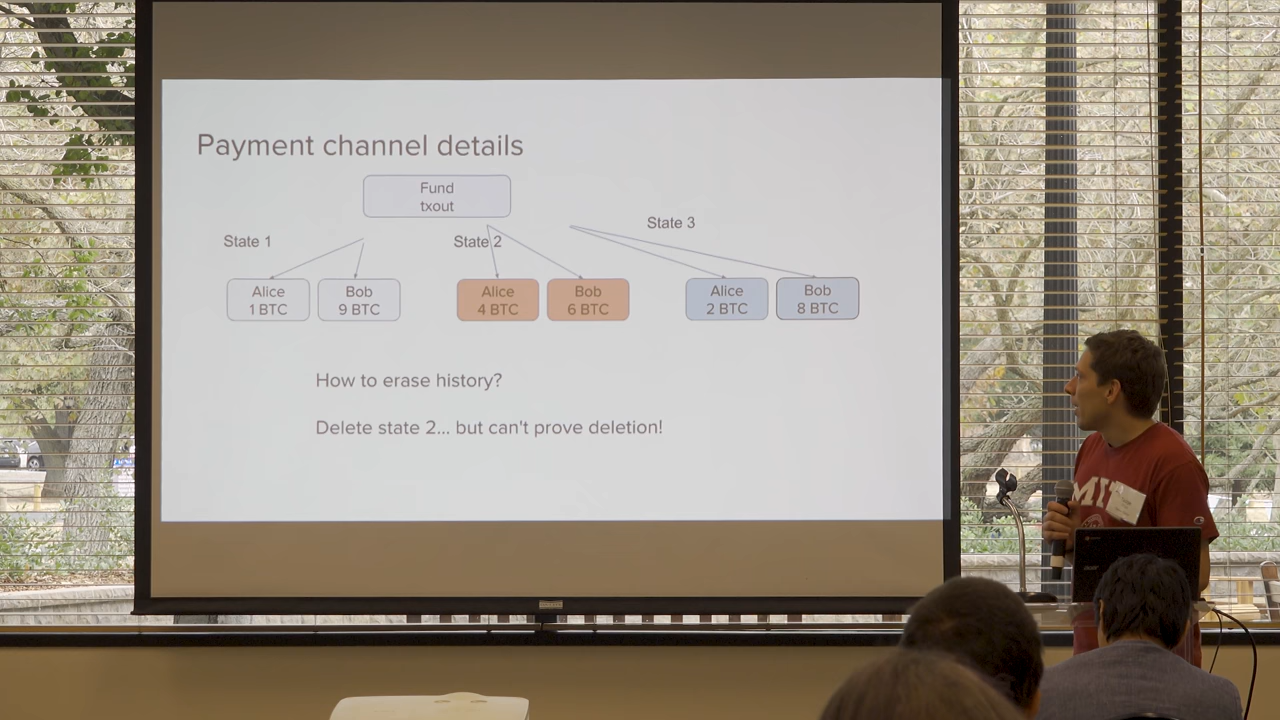 Payment channel details
Fund
txout
State 1
State 2
State 3
Alice
1 BTC
Bob
9 BTC
Alice
4 BTC
Bob
6 BTC
Alice
2 BTC
Bob
8 BTC
How to erase history?
Delete state 2... but can't prove deletion!
MIT